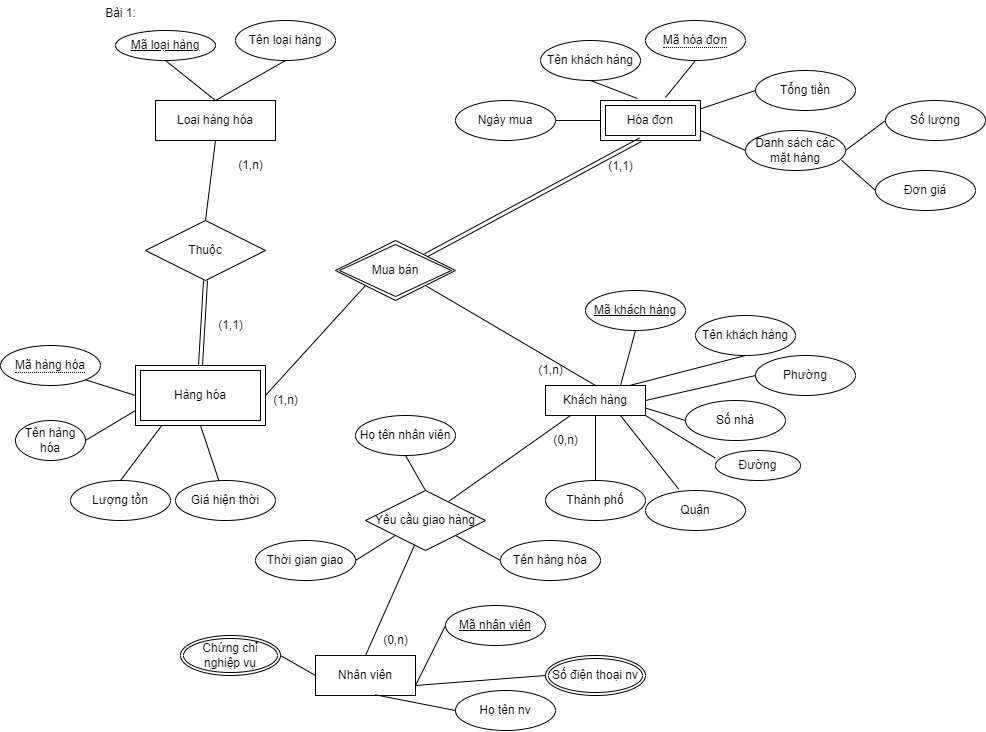 Bài 1:
Mã loại hàng
Tên loại hàng
Loại hàng hóa
(1,n)
Thuộc
(1,1)
Mã hàng hóa
Hàng hóa
(1,n)
Tên hàng
hóa
Lượng tồn
Giá hiện thời
Mua bán
Tên khách hàng
Mã hóa đơn
Ngày mua
Hóa đơn
Tổng tiền
Danh sách các
mặt hàng
Số lượng
Đơn giá
(1,1)
Mã khách hàng
Tên khách hàng
(1,n)
Khách hàng
Phường
Số nhà
Đường
Quận
Thành phố
(0,n)
Họ tên nhân viên
Yêu cầu giao hàng
Thời gian giao
Tên hàng hóa
(0,n)
Chứng chỉ
nghiệp vụ
Nhân viên
Mã nhân viên
Số điện thoại nv
Họ tên nv